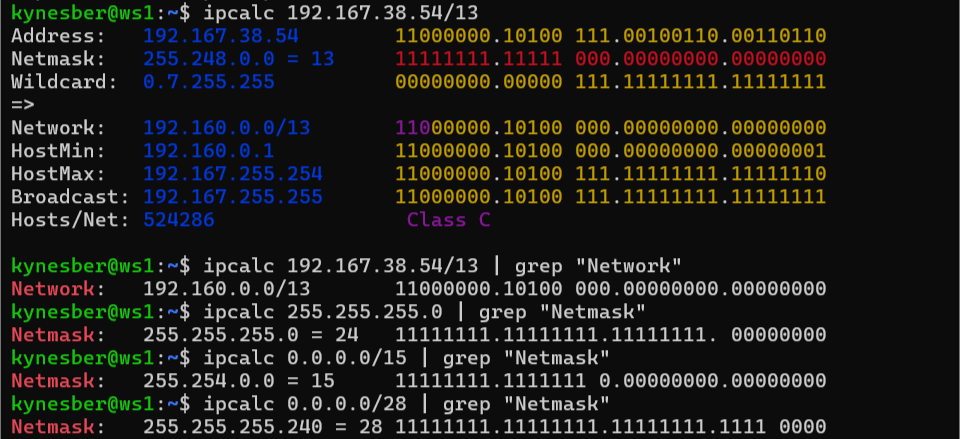 kynesber@ws1:~$ ipcalc 192.167.38.54/13
Address:   192.167.38.54        11000000.10100 111.00100110.00110110
Netmask:   255.248.0.0 = 13     11111111.11111 000.00000000.00000000
Wildcard:  0.7.255.255          00000000.00000 111.11111111.11111111
=>
Network:   192.160.0.0/13       11000000.10100 000.00000000.00000000
HostMin:   192.160.0.1          11000000.10100 000.00000000.00000001
HostMax:   192.167.255.254      11000000.10100 111.11111111.11111110
Broadcast: 192.167.255.255      11000000.10100 111.11111111.11111111
Hosts/Net: 524286                Class C
kynesber@ws1:~$ ipcalc 192.167.38.54/13 | grep "Network"
Network:   192.160.0.0/13       11000000.10100 000.00000000.00000000
kynesber@ws1:~$ ipcalc 255.255.255.0 | grep "Netmask"
Netmask:   255.255.255.0 = 24   11111111.11111111.11111111. 00000000
kynesber@ws1:~$ ipcalc 0.0.0.0/15 | grep "Netmask"
Netmask:   255.254.0.0 = 15     11111111.1111111 0.00000000.00000000
kynesber@ws1:~$ ipcalc 0.0.0.0/28 | grep "Netmask"
Netmask:   255.255.255.240 = 28 11111111.11111111.11111111.1111 0000